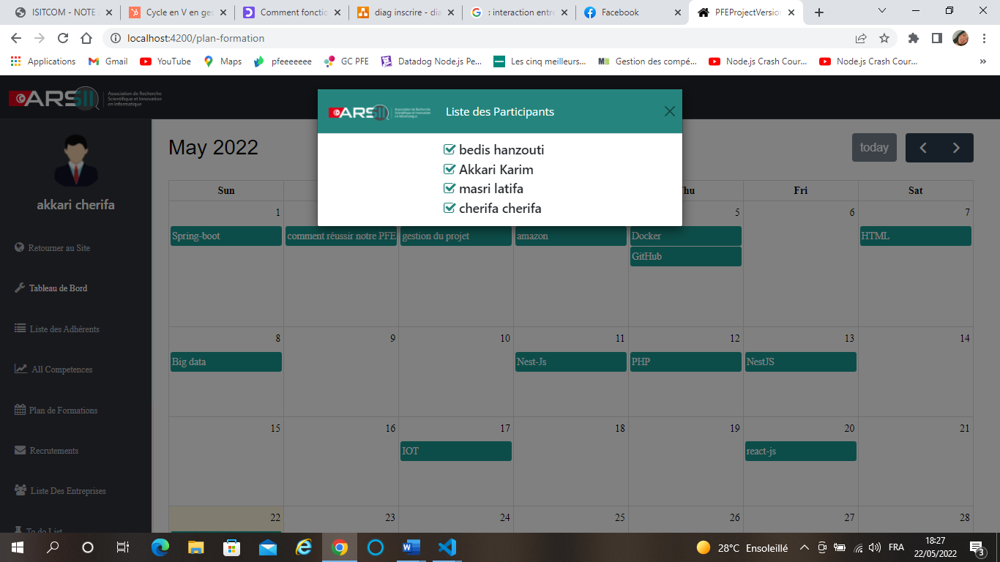 ISITCOM - NOTE
Cycle en V en ges
Comment fonctic
diag inscrire - dia
: interaction entre
Facebook
PFEProjectVersion
localhost:4200/plan-formation
Applications
Gmail
YouTube
Maps
pfeeeeeee
GC PFE
Datadog Node.js Pe...
Les cinq meilleurs...
Gestion des compé...
Node.js Crash Cour...
Node.js Crash Cour...
ARSII
Association de Recherche
Scientifique et Innovation
en Informatique
ARSII
Association de Recherche
Scientifique et Innovation
en Informatique
Liste des Participants
bedis hanzouti
Akkari Karim
masri latifa
cherifa cherifa
akkari cherifa
Retourner au Site
Tableau de Bord
Liste des Adhérents
All Competences
Plan de Formations
Recrutements
Liste Des Entreprises
To do List
May 2022
today
Sun
Thu
Fri
Sat
1
5
6
7
Spring-boot
comment réussir notre PFE
gestion du projet
amazon
Docker
HTML
GitHub
8
9
10
11
12
13
14
Big data
Nest-Js
PHP
NestJS
15
16
17
18
19
20
21
IOT
react-js
22
23
24
25
26
27
28
28°C Ensoleillé
FRA
18:27
22/05/2022
3